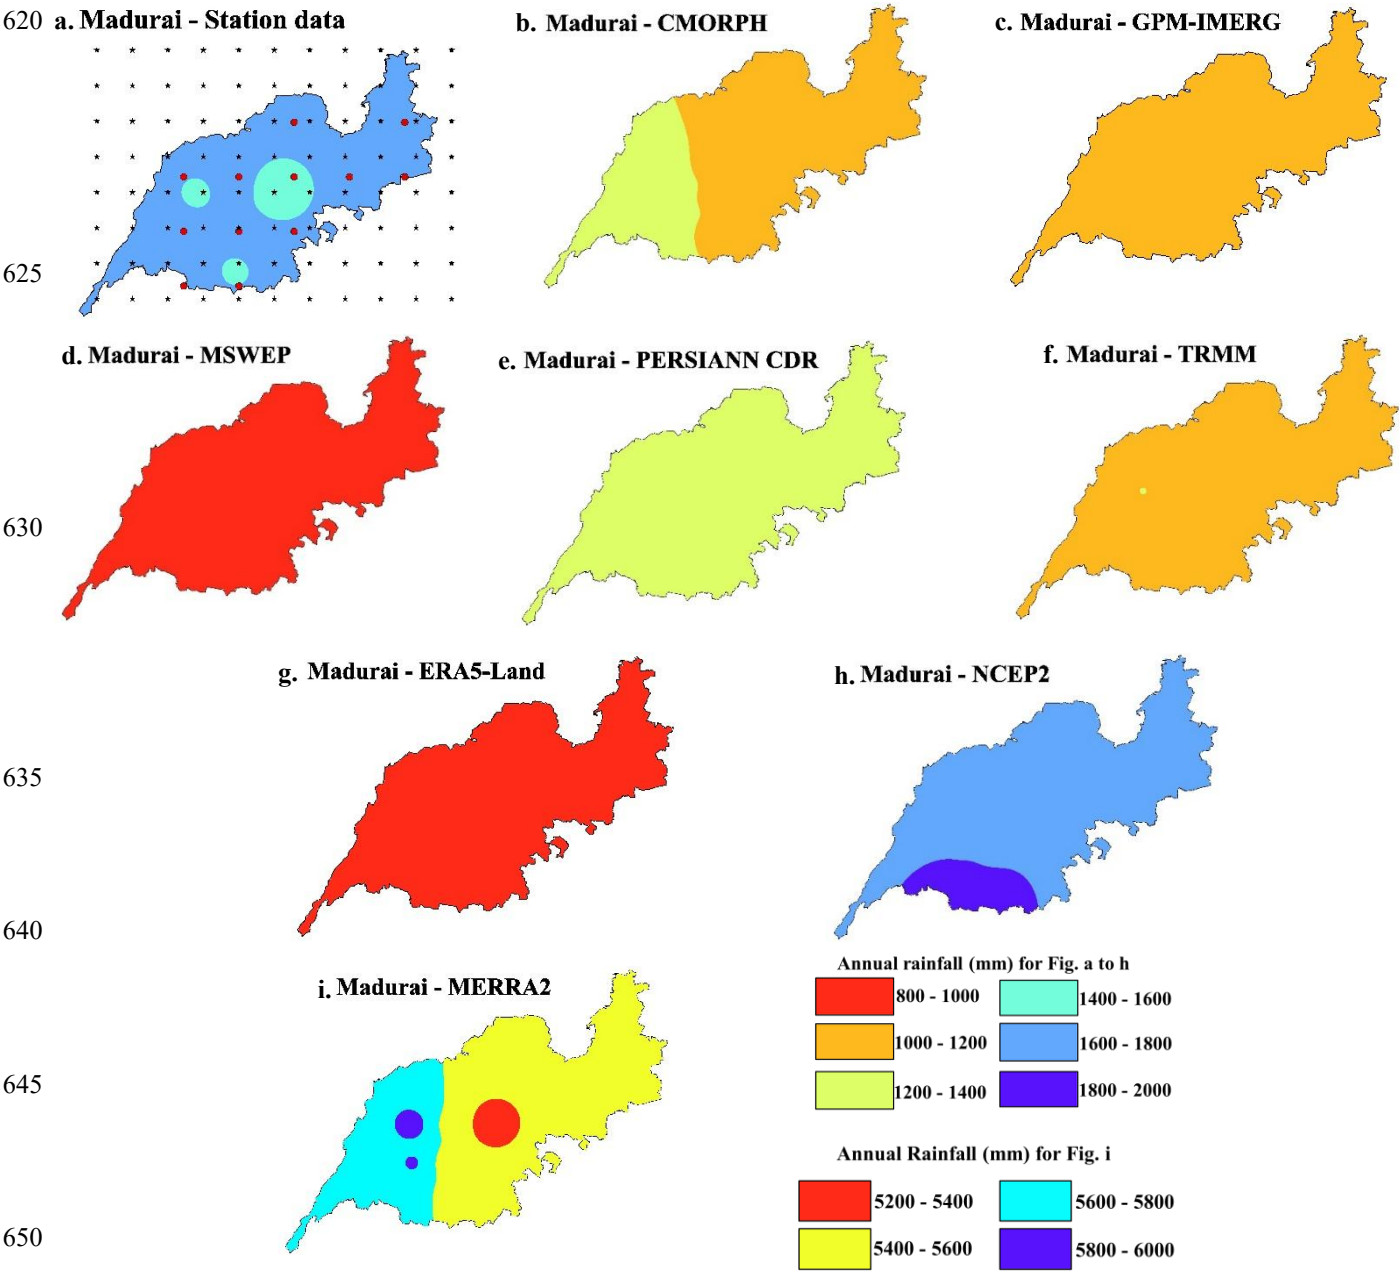 620
a. Madurai - Station data
b. Madurai - CMORPH
c. Madurai - GPM-IMERG
625
d. Madurai - MSWEP
e. Madurai - PERSIANN CDR
f. Madurai - TRMM
630
g. Madurai - ERA5-Land
h. Madurai - NCEP2
635
640
i. Madurai - MERRA2
Annual rainfall (mm) for Fig. a to h
800 - 1000
1400 - 1600
1000 - 1200
1600 - 1800
1200 - 1400
1800 - 2000
645
Annual Rainfall (mm) for Fig. i
5200 - 5400
5600 - 5800
5400 - 5600
5800 - 6000
650